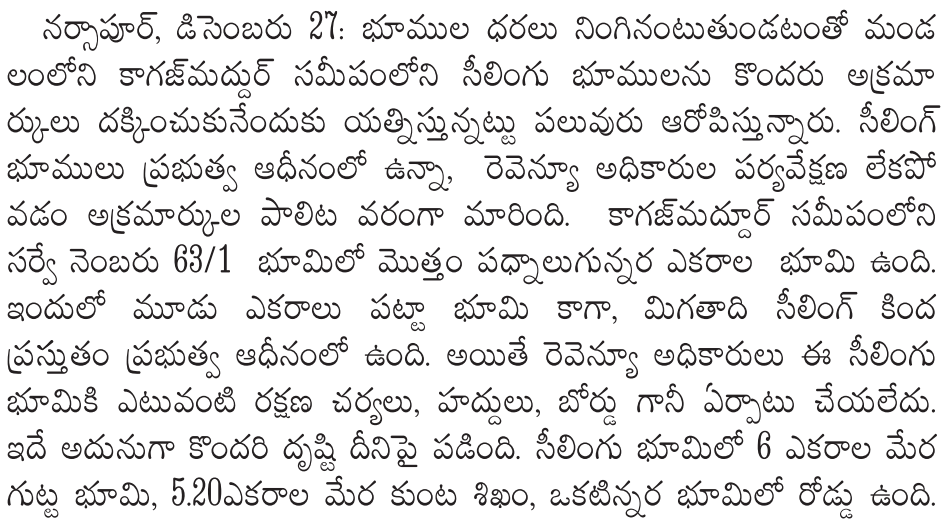 నర్సాపూర్, డిసెంబరు 27: భూముల ధరలు నింగినంటుతుండటంతో మండ
లంలోని కాగజ్‌మద్దుర్ సమీపంలోని సీలింగు భూములను కొందరు అక్రమా
ర్కులు దక్కించుకునేందుకు యత్నిస్తున్నట్టు పలువురు ఆరోపిస్తున్నారు. సీలింగ్
భూములు ప్రభుత్వ ఆధీనంలో ఉన్నా, రెవెన్యూ అధికారుల పర్యవేక్షణ లేకపో
వడం అక్రమార్కుల పాలిట వరంగా మారింది. కాగజ్‌మద్దూర్ సమీపంలోని
సర్వే నెంబరు 63/1 భూమిలో మొత్తం పధ్నాలుగున్నర ఎకరాల భూమి ఉంది.
ఇందులో మూడు ఎకరాలు పట్టా భూమి కాగా, మిగతాది సీలింగ్ కింద
ప్రస్తుతం ప్రభుత్వ ఆధీనంలో ఉంది. అయితే రెవెన్యూ అధికారులు ఈ సీలింగు
భూమికి ఎటువంటి రక్షణ చర్యలు, హద్దులు, బోర్డు గానీ ఏర్పాటు చేయలేదు.
ఇదే అదునుగా కొందరి దృష్టి దీనిపై పడింది. సీలింగు భూమిలో 6 ఎకరాల మేర
గుట్ట భూమి, 5.20ఎకరాల మేర కుంట శిఖం, ఒకటిన్నర భూమిలో రోడ్డు ఉంది.